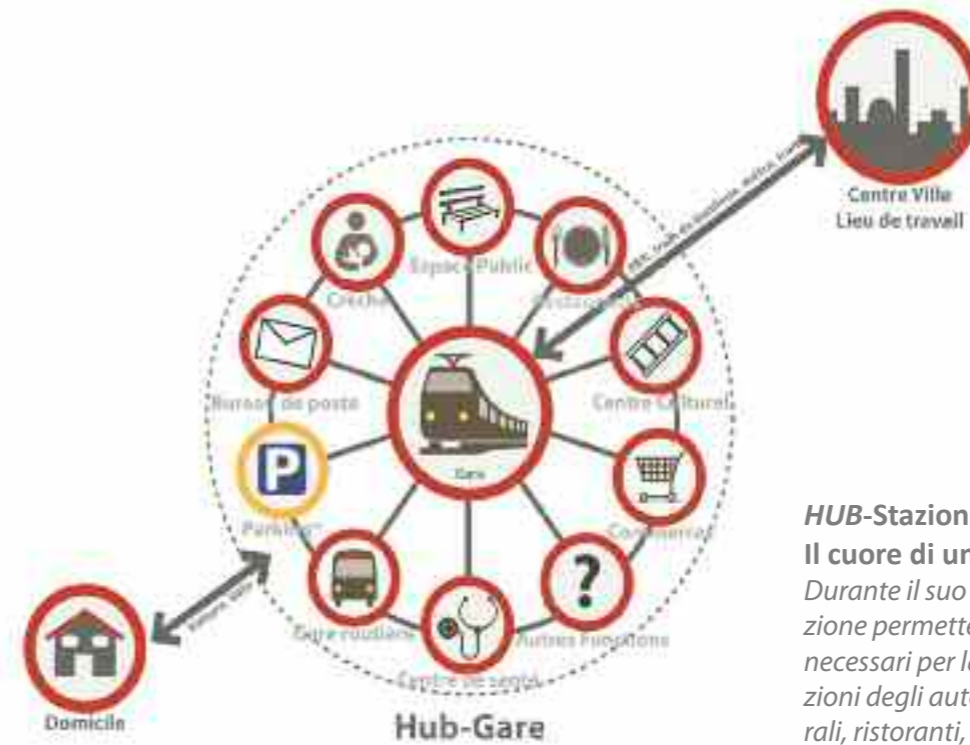 Centre Ville
Lieu de travail
Espace Public
Crèche
Restaurants
Bureau de poste
Centre Culturel
Gare
P
Parking
Commerces
?
Gare routière
Autres Fonctions
Centre de santé
Domicile
Hub-Gare
HUB-Stazion
Il cuore di un
Durante il suo
zione permette
necessari per la
zioni degli aut
rali, ristoranti,